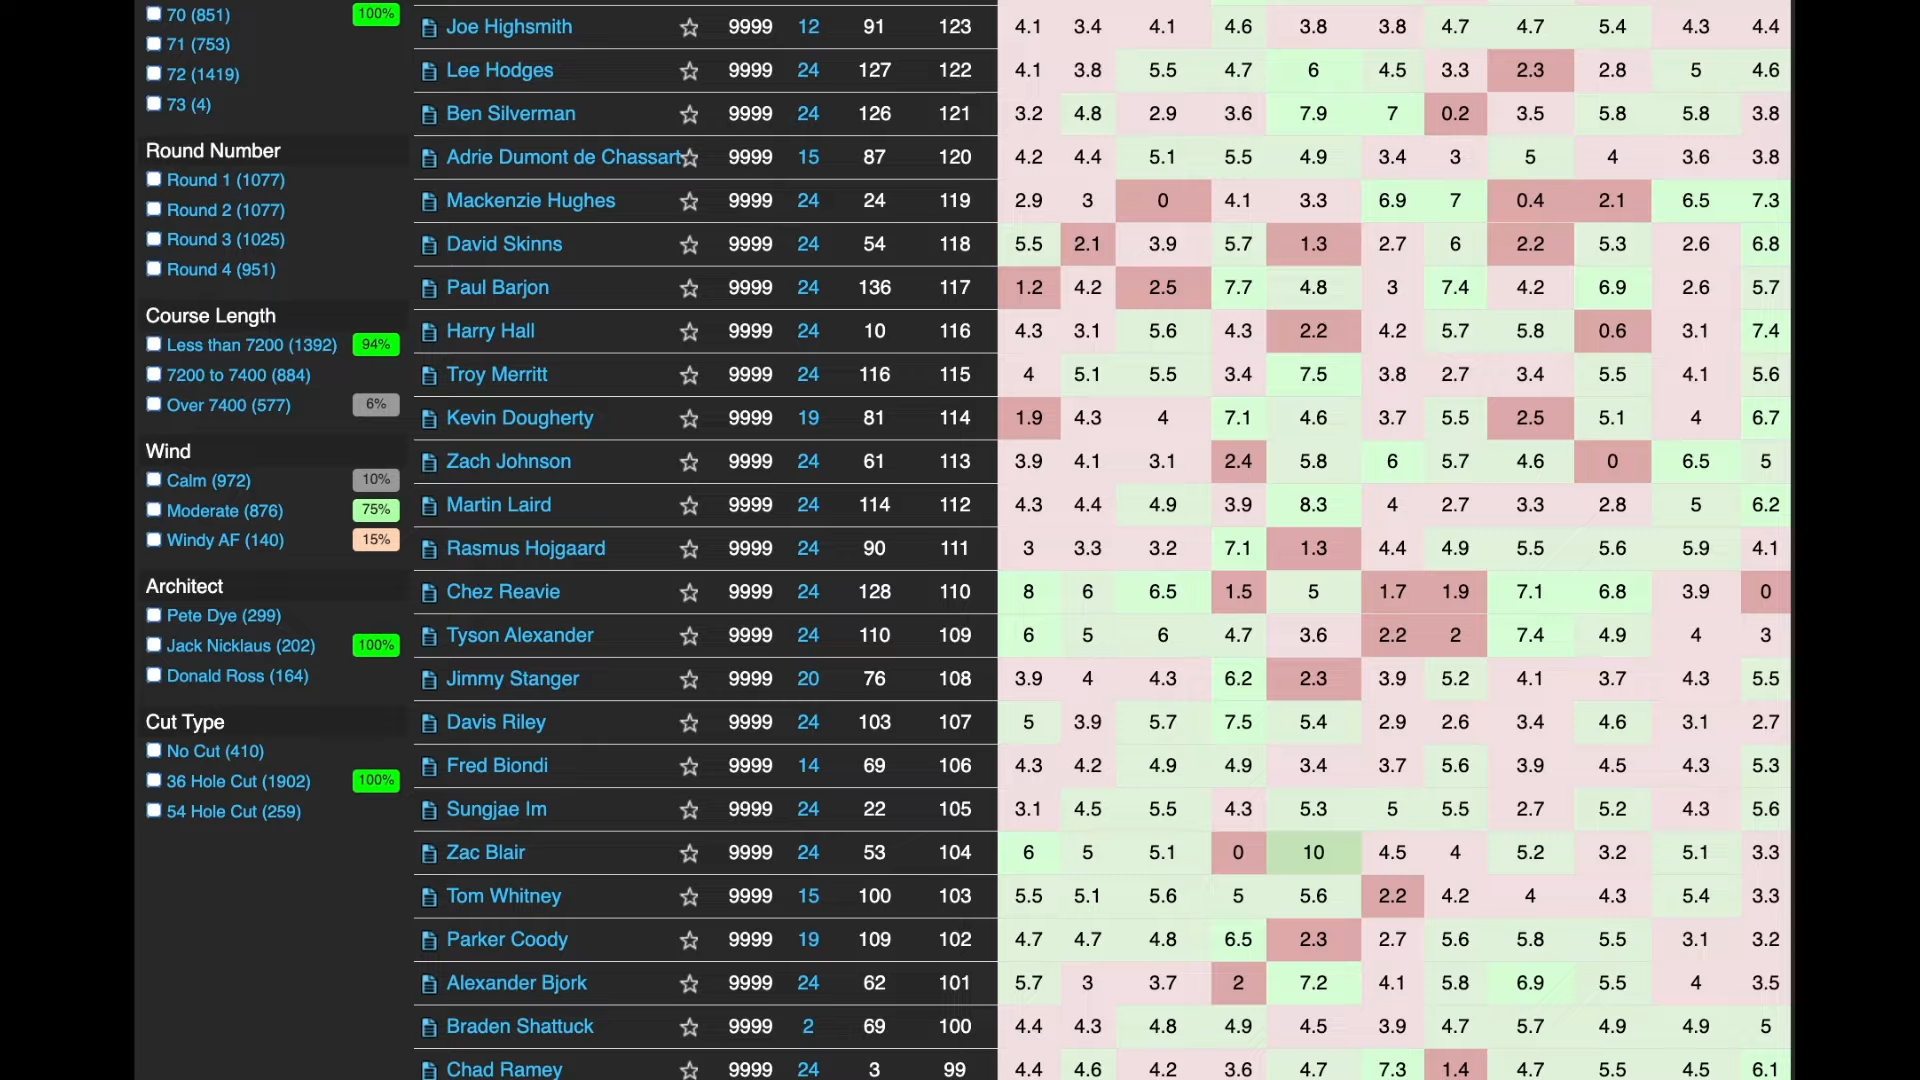 70 (851) 100%
71 (753)
72 (1419)
73 (4)
Round Number
Round 1 (1077)
Round 2 (1077)
Round 3 (1025)
Round 4 (951)
Course Length
Less than 7200 (1392) 94%
7200 to 7400 (884)
Over 7400 (577) 6%
Wind
Calm (972) 10%
Moderate (876) 75%
Windy AF (140) 15%
Architect
Pete Dye (299)
Jack Nicklaus (202) 100%
Donald Ross (164)
Cut Type
No Cut (410)
36 Hole Cut (1902) 100%
54 Hole Cut (259)
Joe Highsmith 9999 12 91 123 4.1 3.4 4.1 4.6 3.8 3.8 4.7 4.7 5.4 4.3 4.4
Lee Hodges 9999 24 127 122 4.1 3.8 5.5 4.7 6 4.5 3.3 2.3 2.8 5 4.6
Ben Silverman 9999 24 126 121 3.2 4.8 2.9 3.6 7.9 7 0.2 3.5 5.8 5.8 3.8
Adrie Dumont de Chassart 9999 15 87 120 4.2 4.4 5.1 5.5 4.9 3.4 3 5 4 3.6 3.8
Mackenzie Hughes 9999 24 24 119 2.9 3 0 4.1 3.3 6.9 7 0.4 2.1 6.5 7.3
David Skinns 9999 24 54 118 5.5 2.1 3.9 5.7 1.3 2.7 6 2.2 5.3 2.6 6.8
Paul Barjon 9999 24 136 117 1.2 4.2 2.5 7.7 4.8 3 7.4 4.2 6.9 2.6 5.7
Harry Hall 9999 24 10 116 4.3 3.1 5.6 4.3 2.2 4.2 5.7 5.8 0.6 3.1 7.4
Troy Merritt 9999 24 116 115 4 5.1 5.5 3.4 7.5 3.8 2.7 3.4 5.5 4.1 5.6
Kevin Dougherty 9999 19 81 114 1.9 4.3 4 7.1 4.6 3.7 5.5 2.5 5.1 4 6.7
Zach Johnson 9999 24 61 113 3.9 4.1 3.1 2.4 5.8 6 5.7 4.6 0 6.5 5
Martin Laird 9999 24 114 112 4.3 4.4 4.9 3.9 8.3 4 2.7 3.3 2.8 5 6.2
Rasmus Hojgaard 9999 24 90 111 3 3.3 3.2 7.1 1.3 4.4 4.9 5.5 5.6 5.9 4.1
Chez Reavie 9999 24 128 110 8 6 6.5 1.5 5 1.7 1.9 7.1 6.8 3.9 0
Tyson Alexander 9999 24 110 109 6 5 6 4.7 3.6 2.2 2 7.4 4.9 4 3
Jimmy Stanger 9999 20 76 108 3.9 4 4.3 6.2 2.3 3.9 5.2 4.1 3.7 4.3 5.5
Davis Riley 9999 24 103 107 5 3.9 5.7 7.5 5.4 2.9 2.6 3.4 4.6 3.1 2.7
Fred Biondi 9999 14 69 106 4.3 4.2 4.9 4.9 3.4 3.7 5.6 3.9 4.5 4.3 5.3
Sungjae Im 9999 24 22 105 3.1 4.5 5.5 4.3 5.3 5 5.5 2.7 5.2 4.3 5.6
Zac Blair 9999 24 53 104 6 5 5.1 0 10 4.5 4 5.2 3.2 5.1 3.3
Tom Whitney 9999 15 100 103 5.5 5.1 5.6 5 5.6 2.2 4.2 4 4.3 5.4 3.3
Parker Coody 9999 19 109 102 4.7 4.7 4.8 6.5 2.3 2.7 5.6 5.8 5.5 3.1 3.2
Alexander Bjork 9999 24 62 101 5.7 3 3.7 2 7.2 4.1 5.8 6.9 5.5 4 3.5
Braden Shattuck 9999 2 69 100 4.4 4.3 4.8 4.9 4.5 3.9 4.7 5.7 4.9 4.9 5
Chad Ramey 9999 24 3 99 4.4 4.6 4.2 3.6 4.7 7.3 1.4 4.7 5.5 4.5 6.1